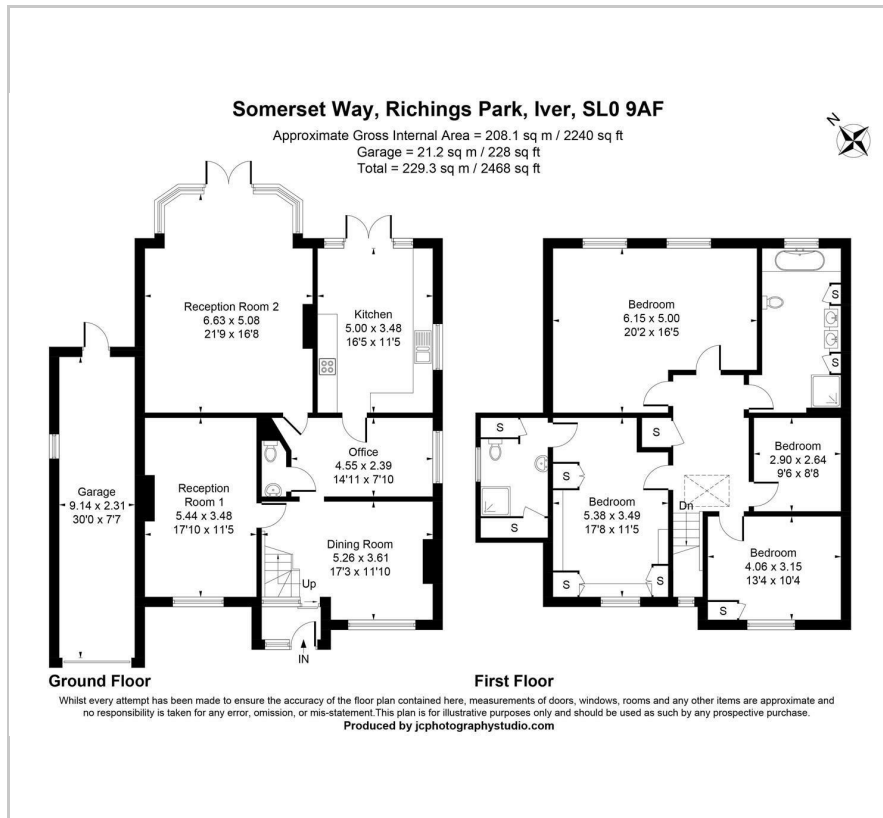 Somerset Way, Richings Park, Iver, SL0 9AF
Approximate Gross Internal Area = 208.1 sq m / 2240 sq ft
Garage = 21.2 sq m / 228 sq ft
Total = 229.3 sq m / 2468 sq ft
N
Reception Room 2
6.63 x 5.08
21'9 x 16'8
Kitchen
5.00 x 3.48
16'5 x 11'5
Office
4.55 x 2.39
14'11 x 7'10
Garage
9.14 x 2.31
30'0 x 7'7
Reception
Room 1
5.44 x 3.48
17'10 x 11'5
Dining Room
5.26 x 3.61
17'3 x 11'10
Up
IN
Ground Floor
Bedroom
6.15 x 5.00
20'2 x 16'5
S
S
S
S
Bedroom
2.90 x 2.64
9'6 x 8'8
S
Bedroom
5.38 x 3.49
17'8 x 11'5
Dn
S
Bedroom
4.06 x 3.15
13'4 x 10'4
S
S
S
First Floor
Whilst every attempt has been made to ensure the accuracy of the floor plan contained here, measurements of doors, windows, rooms and any other items are approximate and
no responsibility is taken for any error, omission, or mis-statement.This plan is for illustrative purposes only and should be used as such by any prospective purchase.
Produced by jcphotographystudio.com